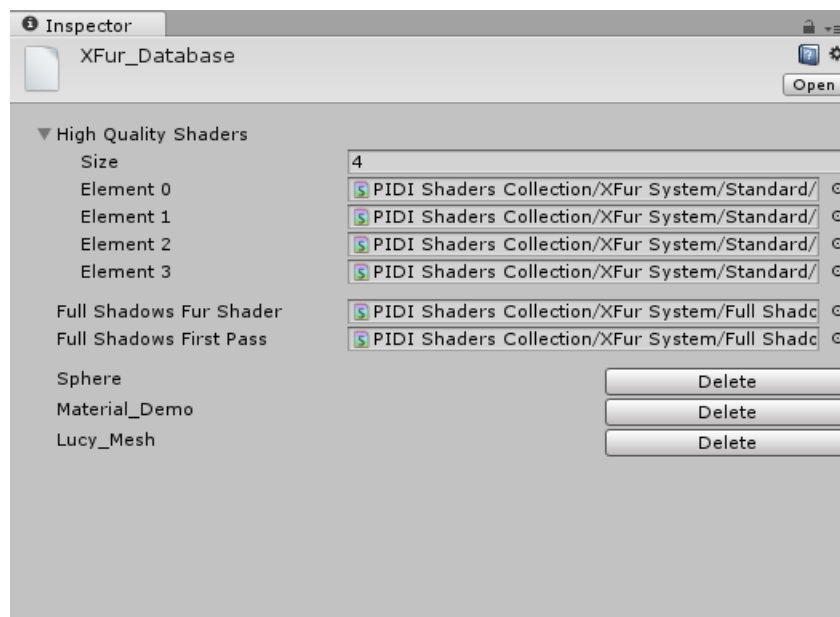 Inspector
XFur_Database
Open
High Quality Shaders
Size 4
Element 0 PIDI Shaders Collection/XFur System/Standard/
Element 1 PIDI Shaders Collection/XFur System/Standard/
Element 2 PIDI Shaders Collection/XFur System/Standard/
Element 3 PIDI Shaders Collection/XFur System/Standard/
Full Shadows Fur Shader PIDI Shaders Collection/XFur System/Full Shado
Full Shadows First Pass PIDI Shaders Collection/XFur System/Full Shado
Sphere Delete
Material_Demo Delete
Lucy_Mesh Delete